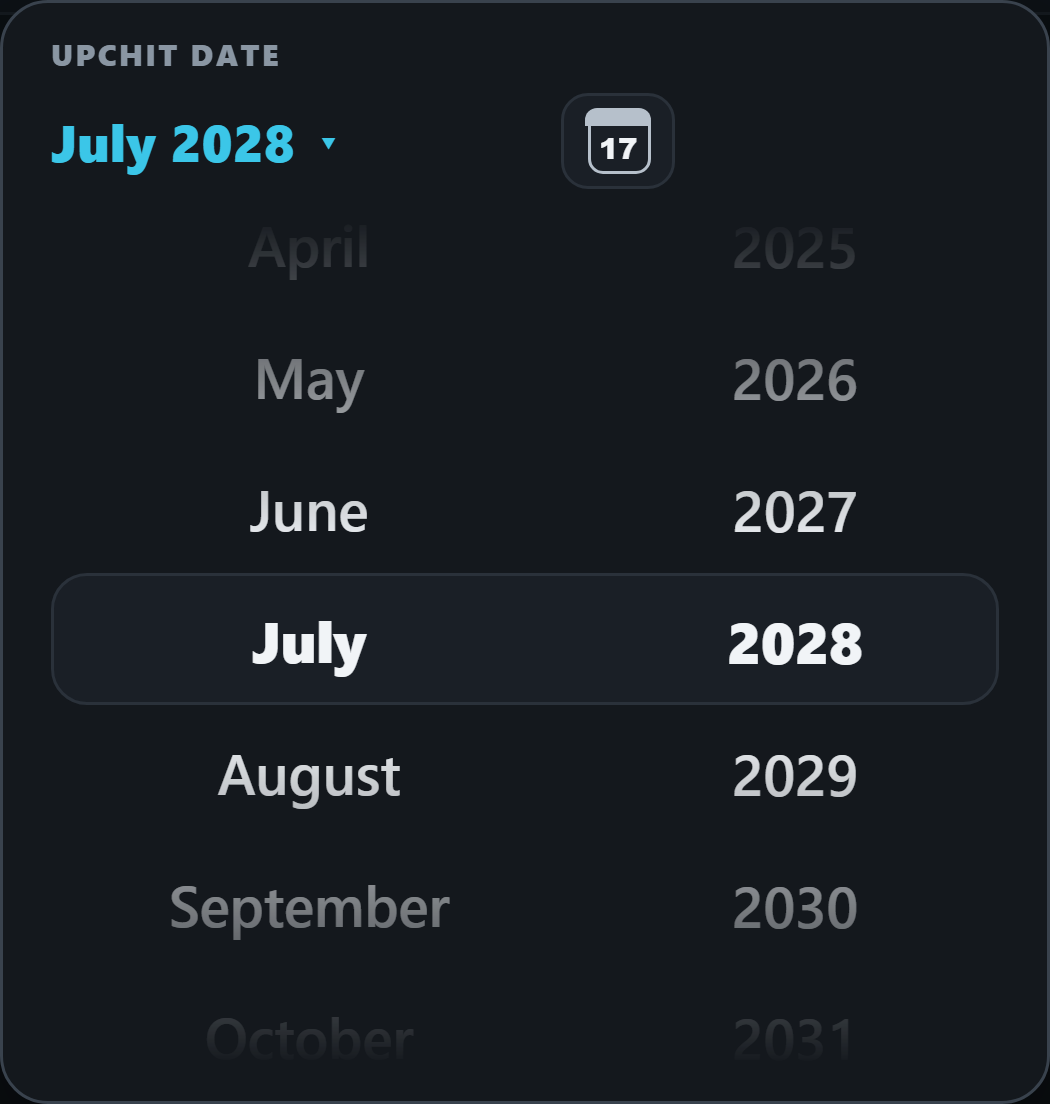 UPCHIT DATE
July 2028 ▼
17
April 2025
May 2026
June 2027
July 2028
August 2029
September 2030
October 2031